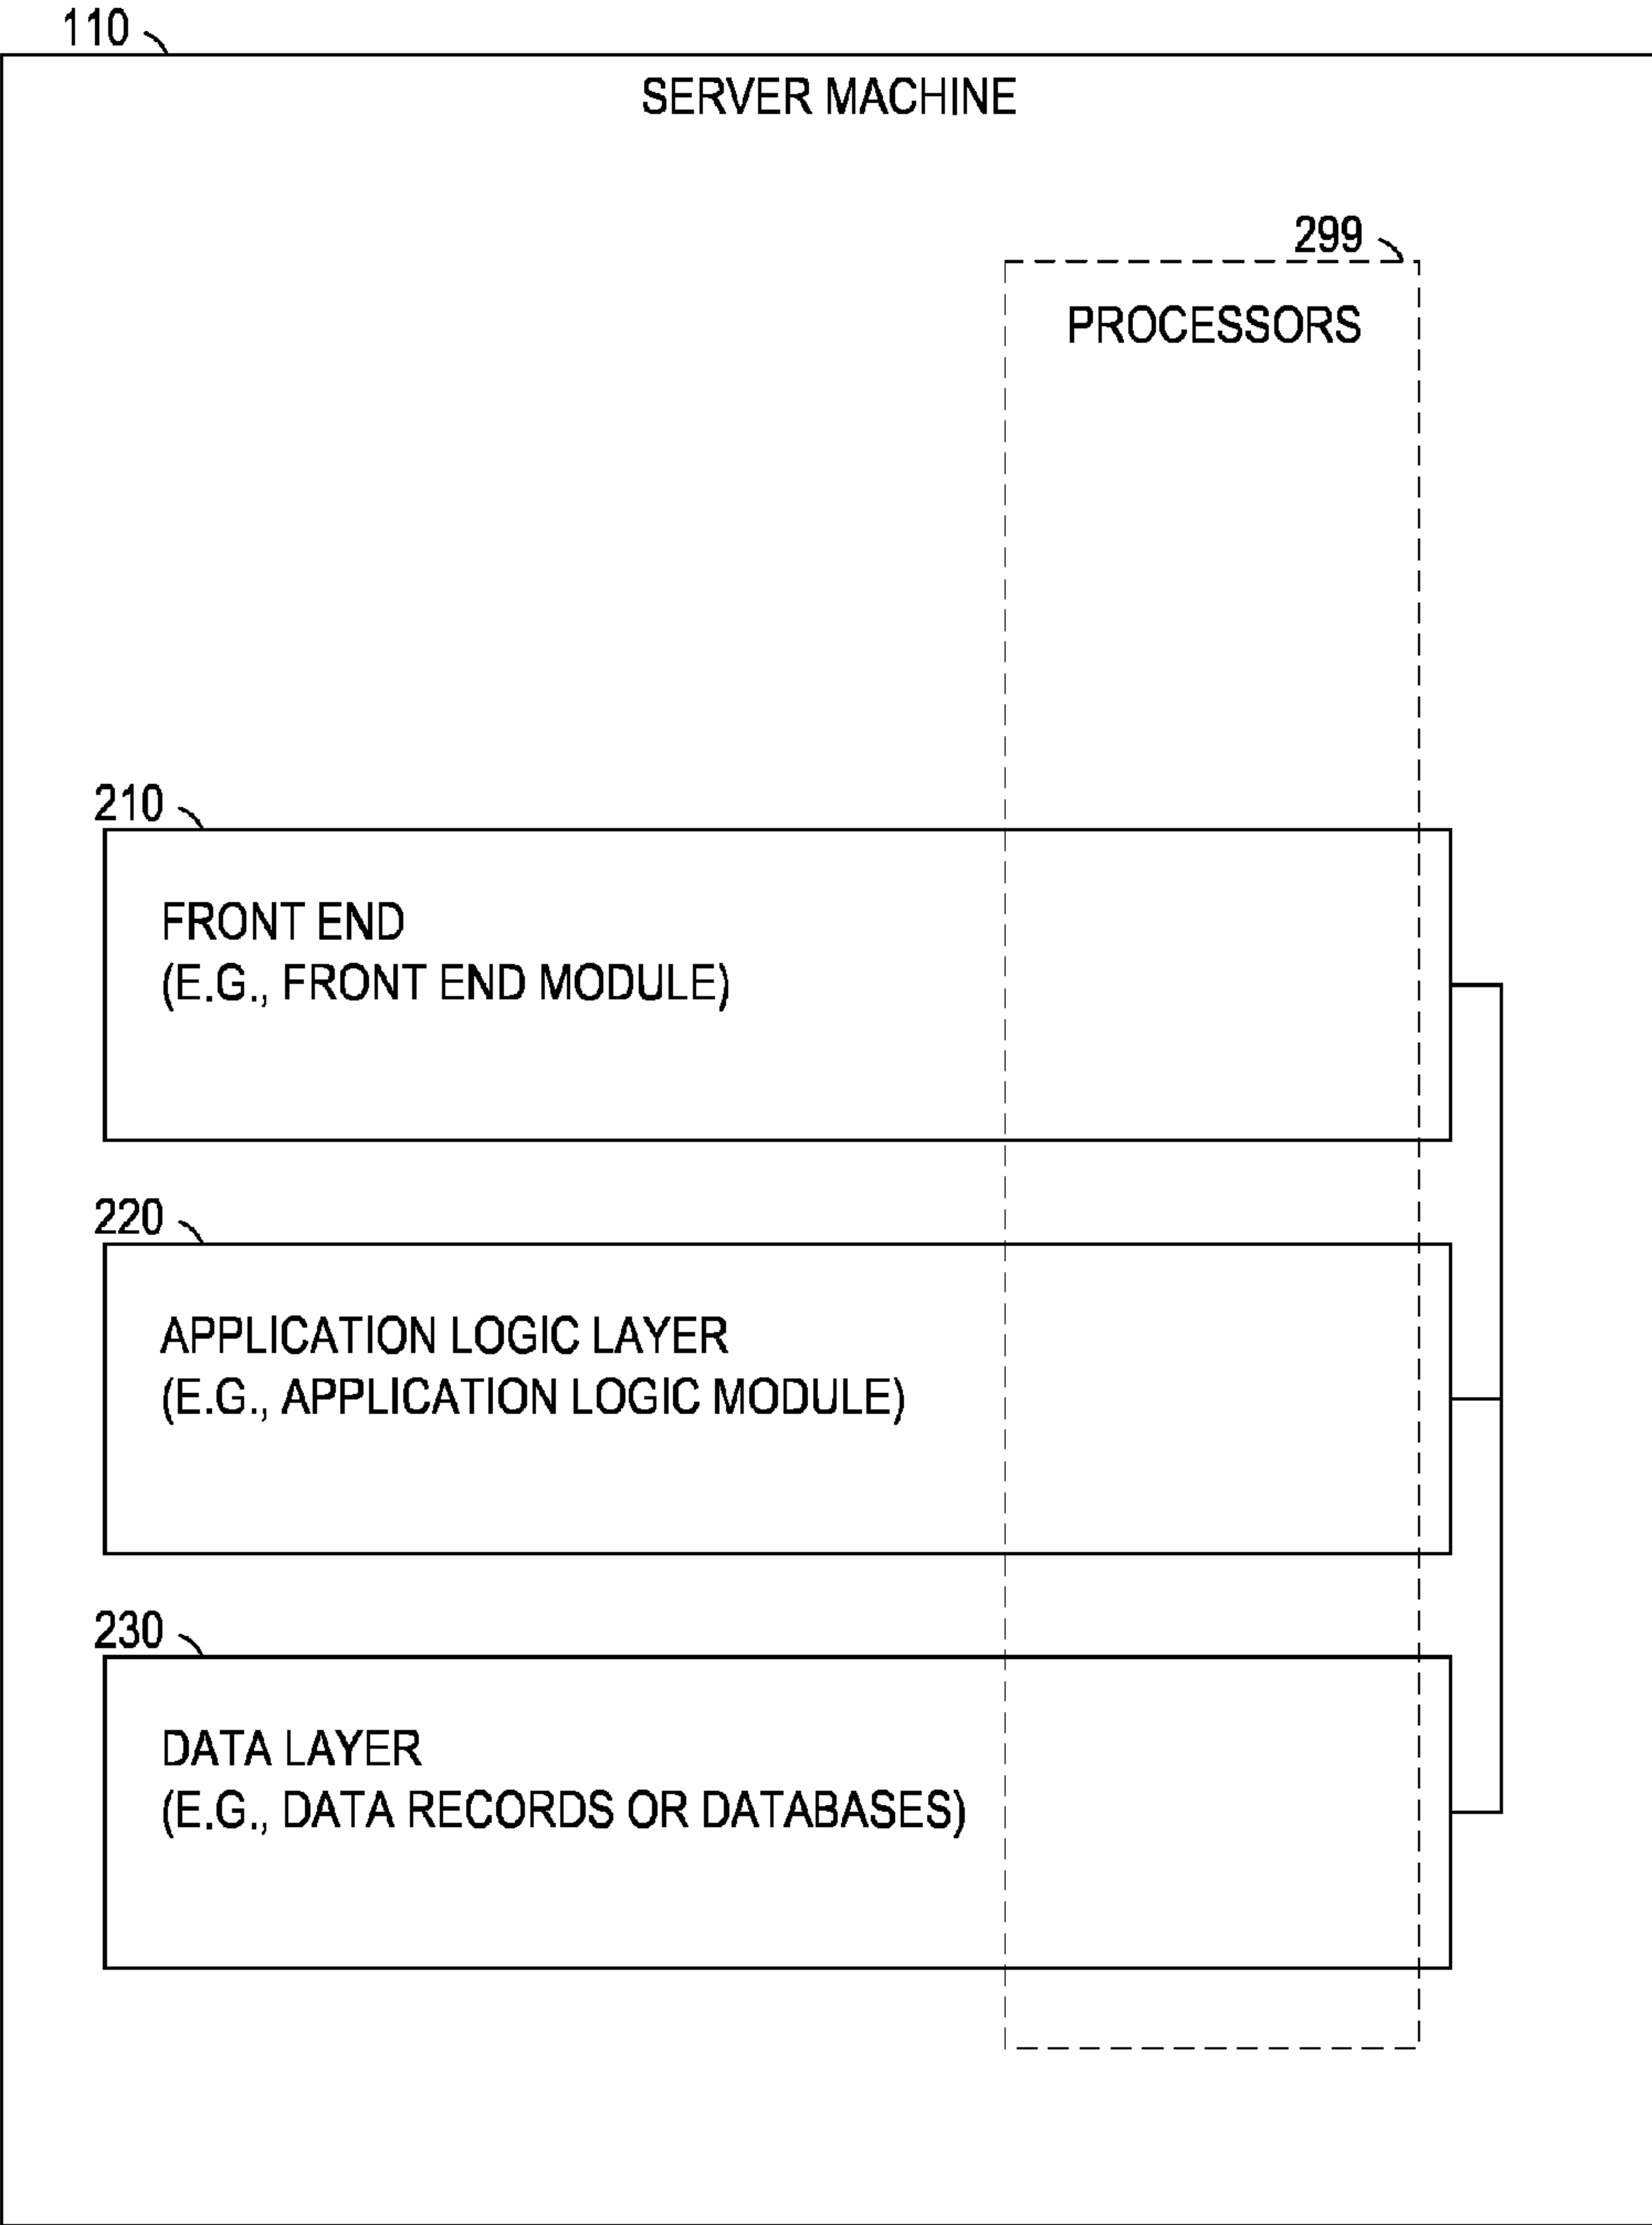 110
SERVER MACHINE
299
PROCESSORS
210
FRONT END
(E.G., FRONT END MODULE)
220
APPLICATION LOGIC LAYER
(E.G., APPLICATION LOGIC MODULE)
230
DATA LAYER
(E.G., DATA RECORDS OR DATABASES)